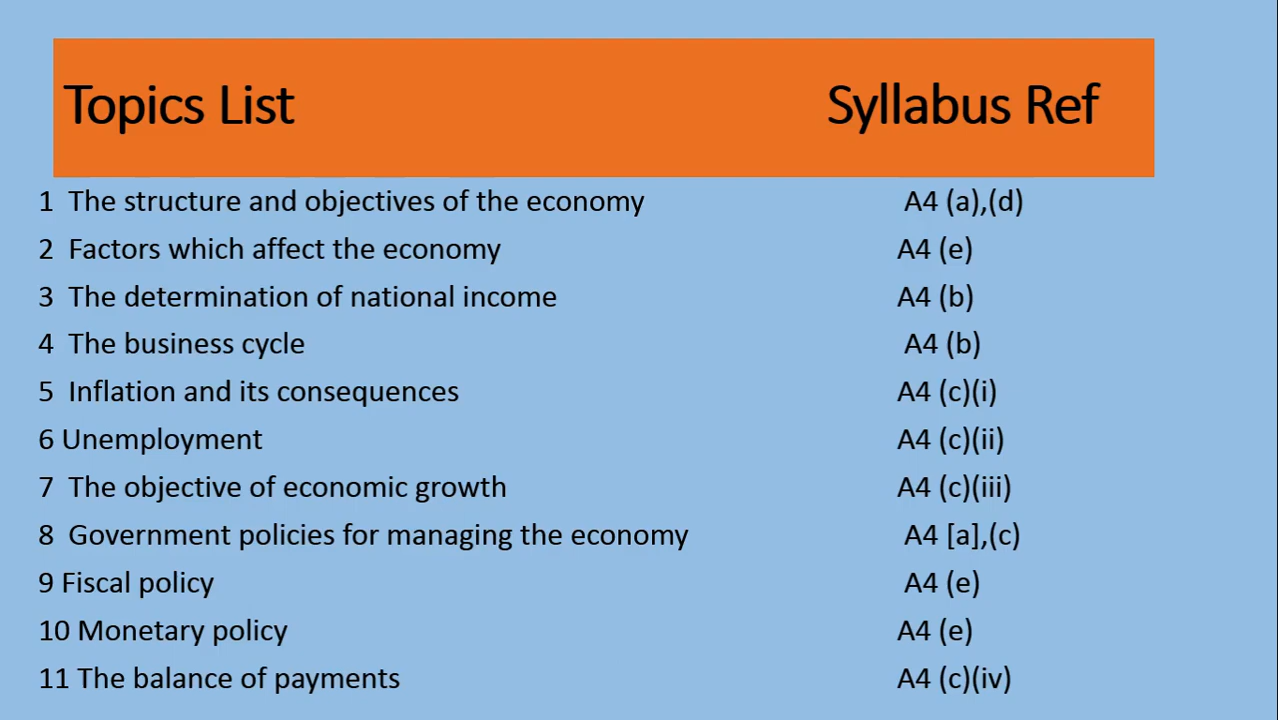 Topics List Syllabus Ref
1 The structure and objectives of the economy A4 (a),(d)
2 Factors which affect the economy A4 (e)
3 The determination of national income A4 (b)
4 The business cycle A4 (b)
5 Inflation and its consequences A4 (c)(i)
6 Unemployment A4 (c)(ii)
7 The objective of economic growth A4 (c)(iii)
8 Government policies for managing the economy A4 [a],(c)
9 Fiscal policy A4 (e)
10 Monetary policy A4 (e)
11 The balance of payments A4 (c)(iv)